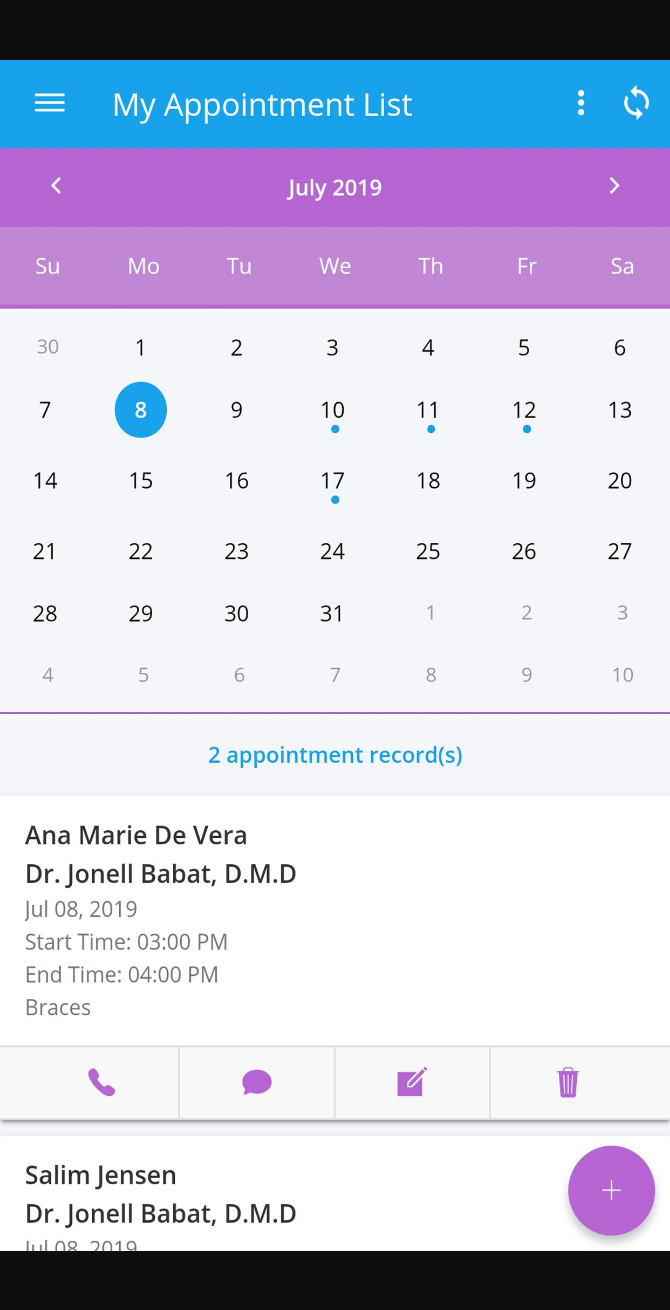 My Appointment List
July 2019
Su Mo Tu We Th Fr Sa
30 1 2 3 4 5 6
7 8 9 10 11 12 13
14 15 16 17 18 19 20
21 22 23 24 25 26 27
28 29 30 31 1 2 3
4 5 6 7 8 9 10
2 appointment record(s)
Ana Marie De Vera
Dr. Jonell Babat, D.M.D
Jul 08, 2019
Start Time: 03:00 PM
End Time: 04:00 PM
Braces
Salim Jensen
Dr. Jonell Babat, D.M.D
Jul 08, 2019